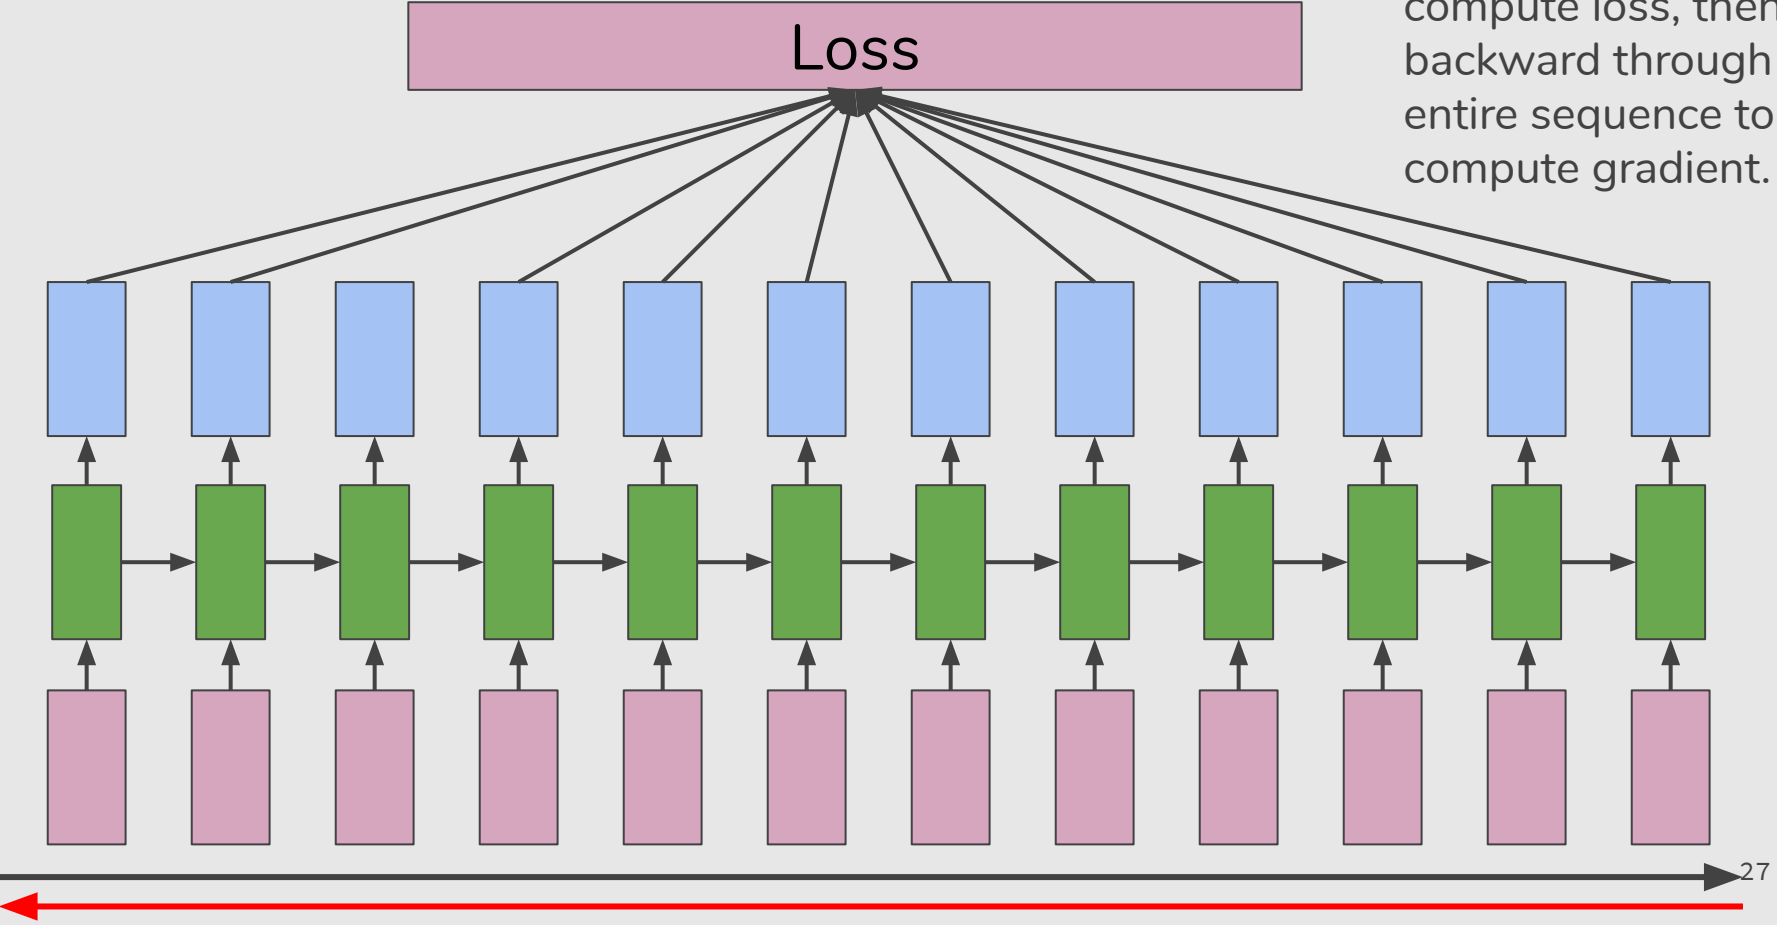 Loss
compute loss, then
backward through
entire sequence to
compute gradient.
27